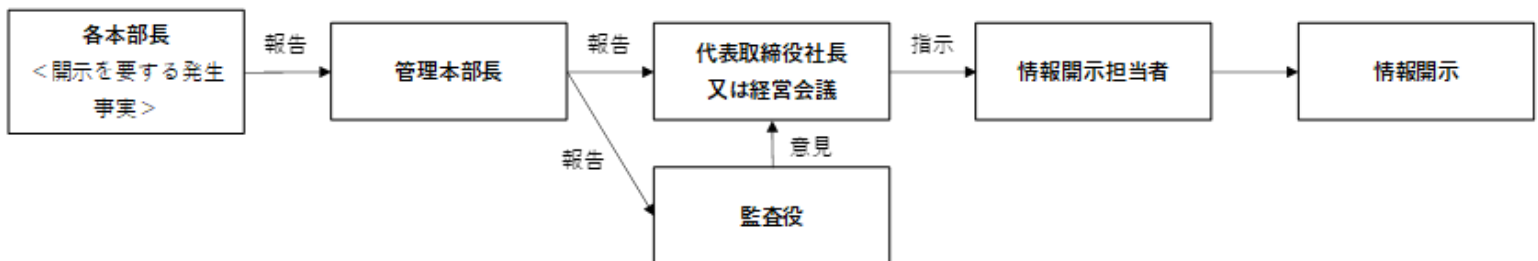 各本部長
<開示を要する発生
事実>
報告
管理本部長
報告
代表取締役社長
又は経営会議
指示
情報開示担当者
情報開示
報告
意見
監査役